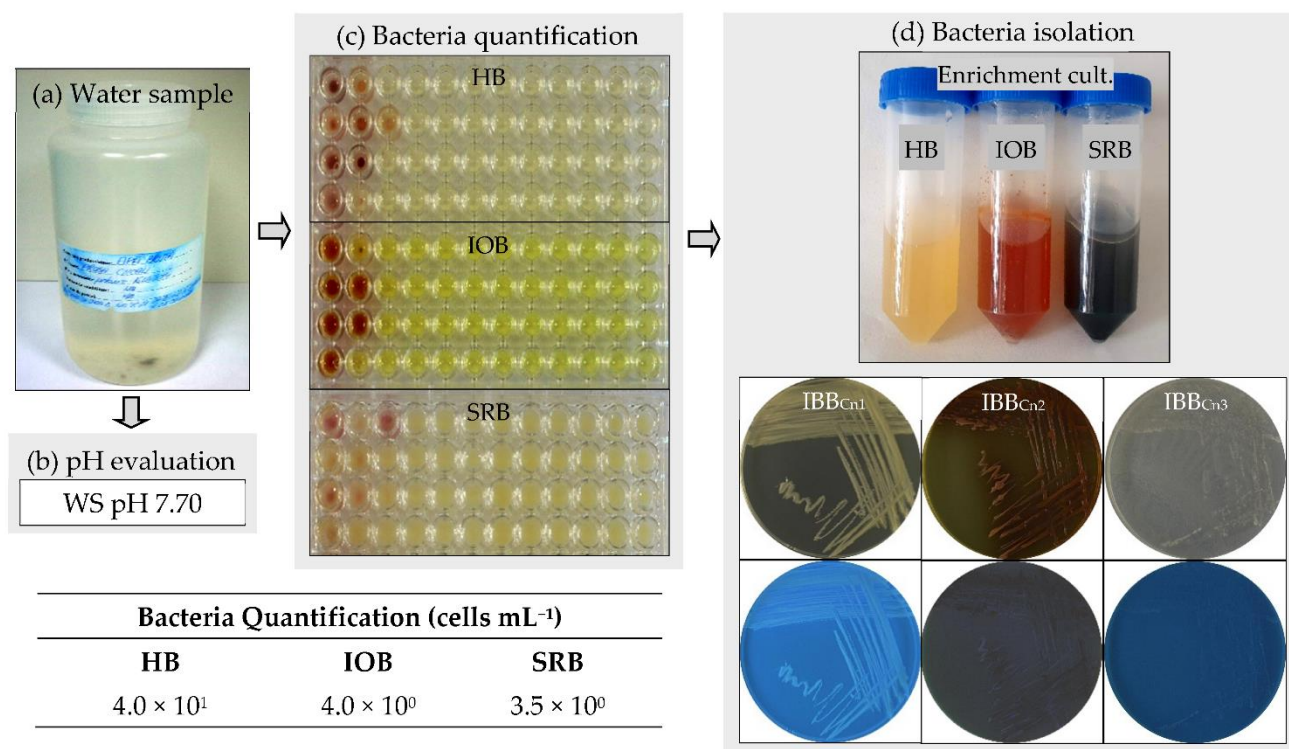 (a) Water sample
(b) pH evaluation
WS pH 7.70
(c) Bacteria quantification
HB
IOB
SRB
(d) Bacteria isolation
Enrichment cult.
HB IOB SRB
IBBCn1 IBBCn2 IBBCn3
Bacteria Quantification (cells mL⁻¹)
HB IOB SRB
4.0 × 10¹ 4.0 × 10⁰ 3.5 × 10⁰